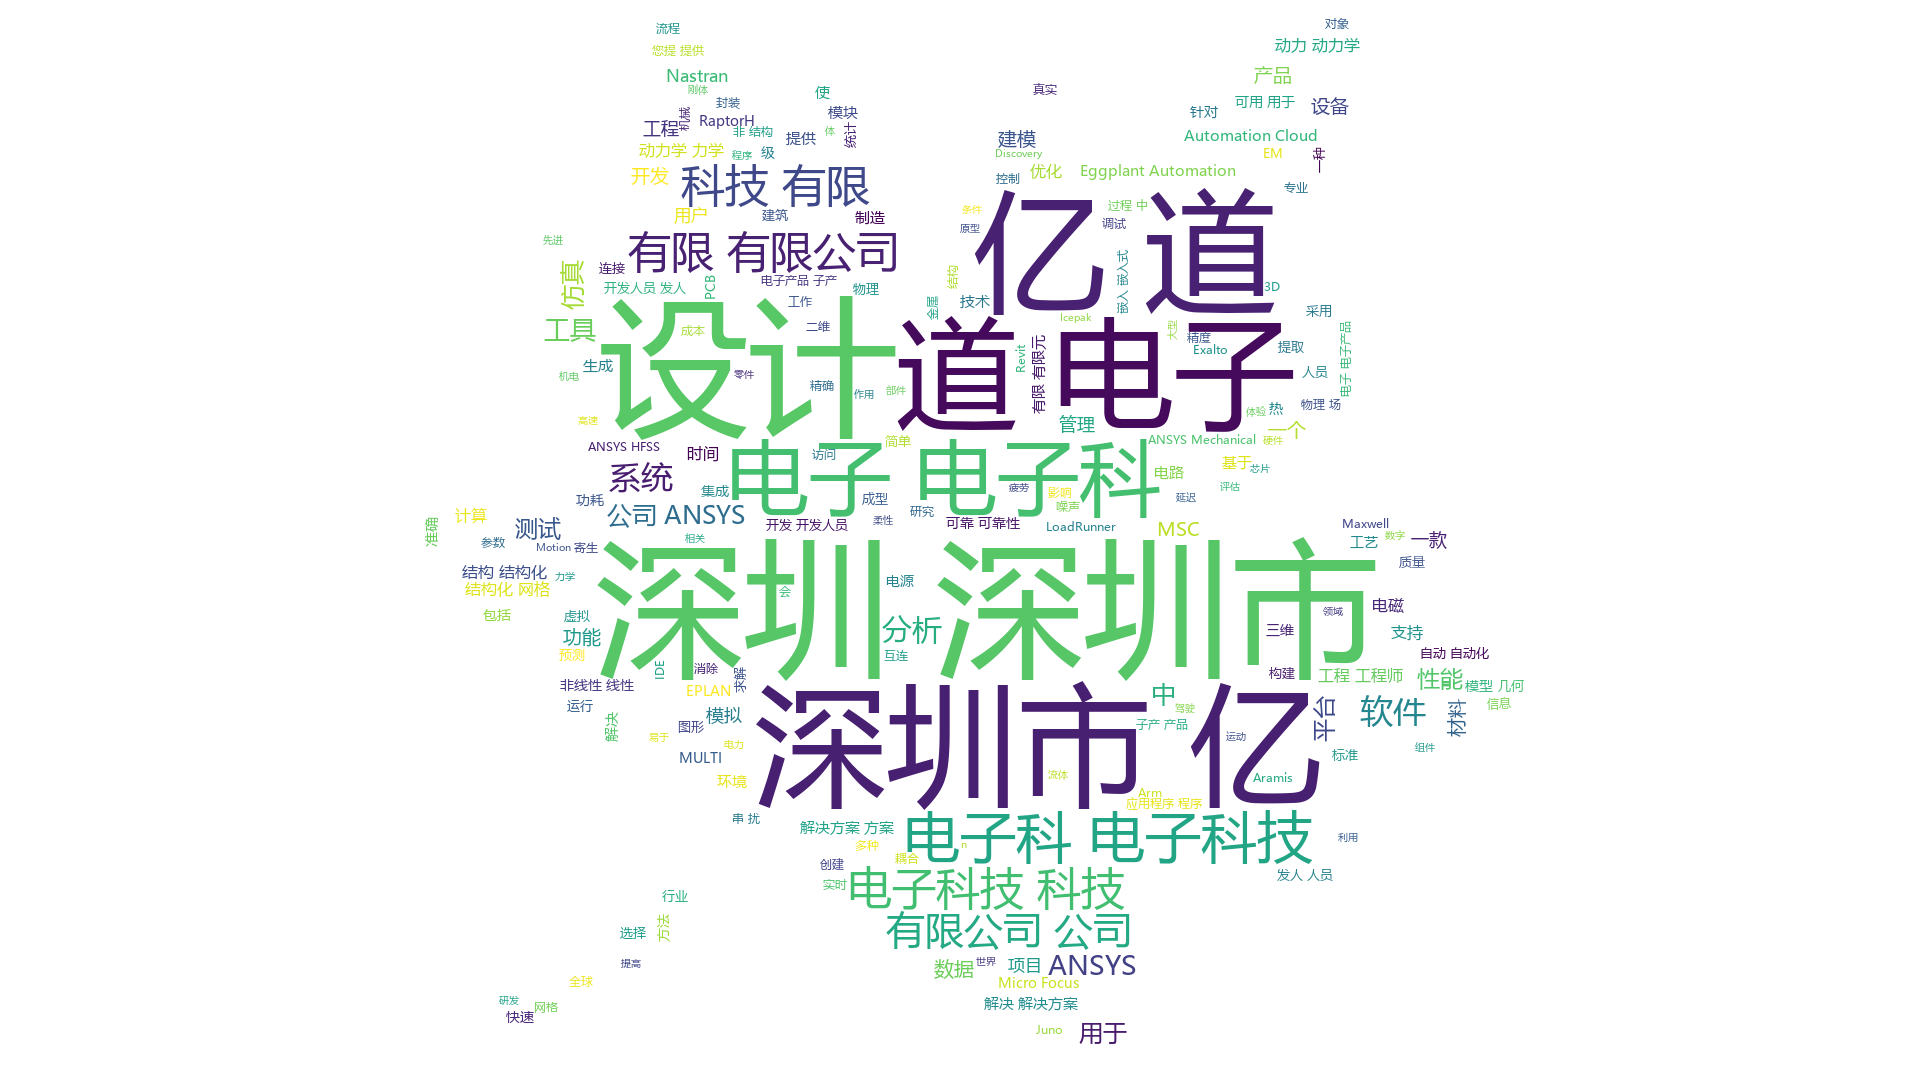 流程
对象
您提 提供
动力 动力学
Nastran
产品
刚体
真实
使
封装
可用 用于
设备
机械
RaptorH
模块
针对
工程
非 结构
提供
体
统计
建模
Automation Cloud
动力学 力学
程序
级
Discovery
EM
一种
开发
科技 有限
控制
优化
Eggplant Automation
专业
用户
建筑
制造
条件
过程 中
亿 道
原型
调试
先进
有限 有限公司
连接
仿真
开发人员 发人
PCB
电子产品 子产
物理
结构
嵌入 嵌入式
3D
工作
金属
技术
采用
工具
设计
成本
二维
Icepak
大型
精度
道 电子
电子 电子产品
生成
Revit
有限 有限元
Exalto
提取
机电
零件
精确
作用
部件
人员
高速
管理
体验
热
物理 场
一个
ANSYS HFSS
时间
访问
简单
ANSYS Mechanical
硬件
系统
电子 电子科
电路
基于
芯片
功耗
集成
成型
疲劳
影响
延迟
评估
计算
公司 ANSYS
研究
噪声
准确
测试
开发 开发人员
柔性
可靠 可靠性
LoadRunner
MSC
Maxwell
参数
Motion
寄生
相关
工艺
数字
一款
结构 结构化
力学
深圳 深圳市
质量
结构化 网格
会
电源
包括
虚拟
电磁
领域
功能
分析
三维
支持
预测
互连
自动 自动化
IDE
消除
求解
构建
工程 工程师
性能
非线性 线性
EPLAN
中
模型 几何
运行
模拟
深圳市 亿
驾驶
平台
软件
材料
信息
解决
图形
子产 产品
易于
电力
运动
组件
MULTI
标准
环境
流体
Aramis
Arm
应用程序 程序
串 扰
解决方案 方案
电子科 电子科技
利用
多种
n
创建
耦合
实时
电子科技 科技
发人 人员
行业
方法
选择
有限公司 公司
提高
数据
世界
项目
ANSYS
全球
Micro Focus
研发
网格
解决 解决方案
快速
Juno
用于